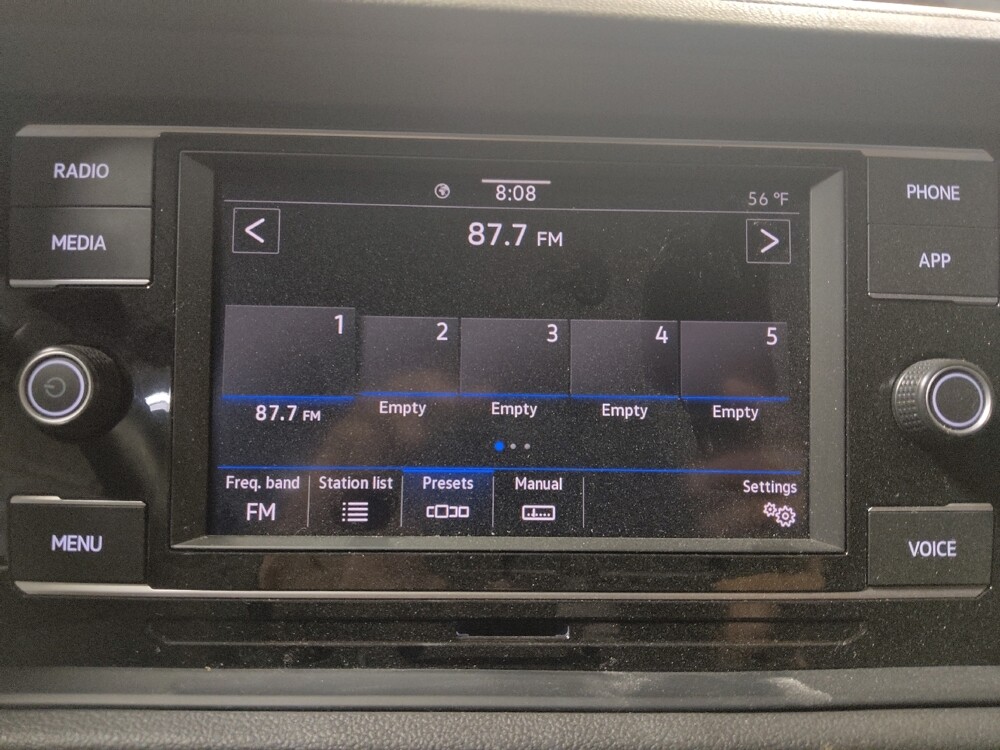 RADIO
MEDIA
MENU
8:08
56 °F
<
87.7 FM
>
1
2
3
4
5
87.7 FM
Empty
Empty
Empty
Empty
Freq. band
FM
Station list
Presets
Manual
Settings
PHONE
APP
VOICE